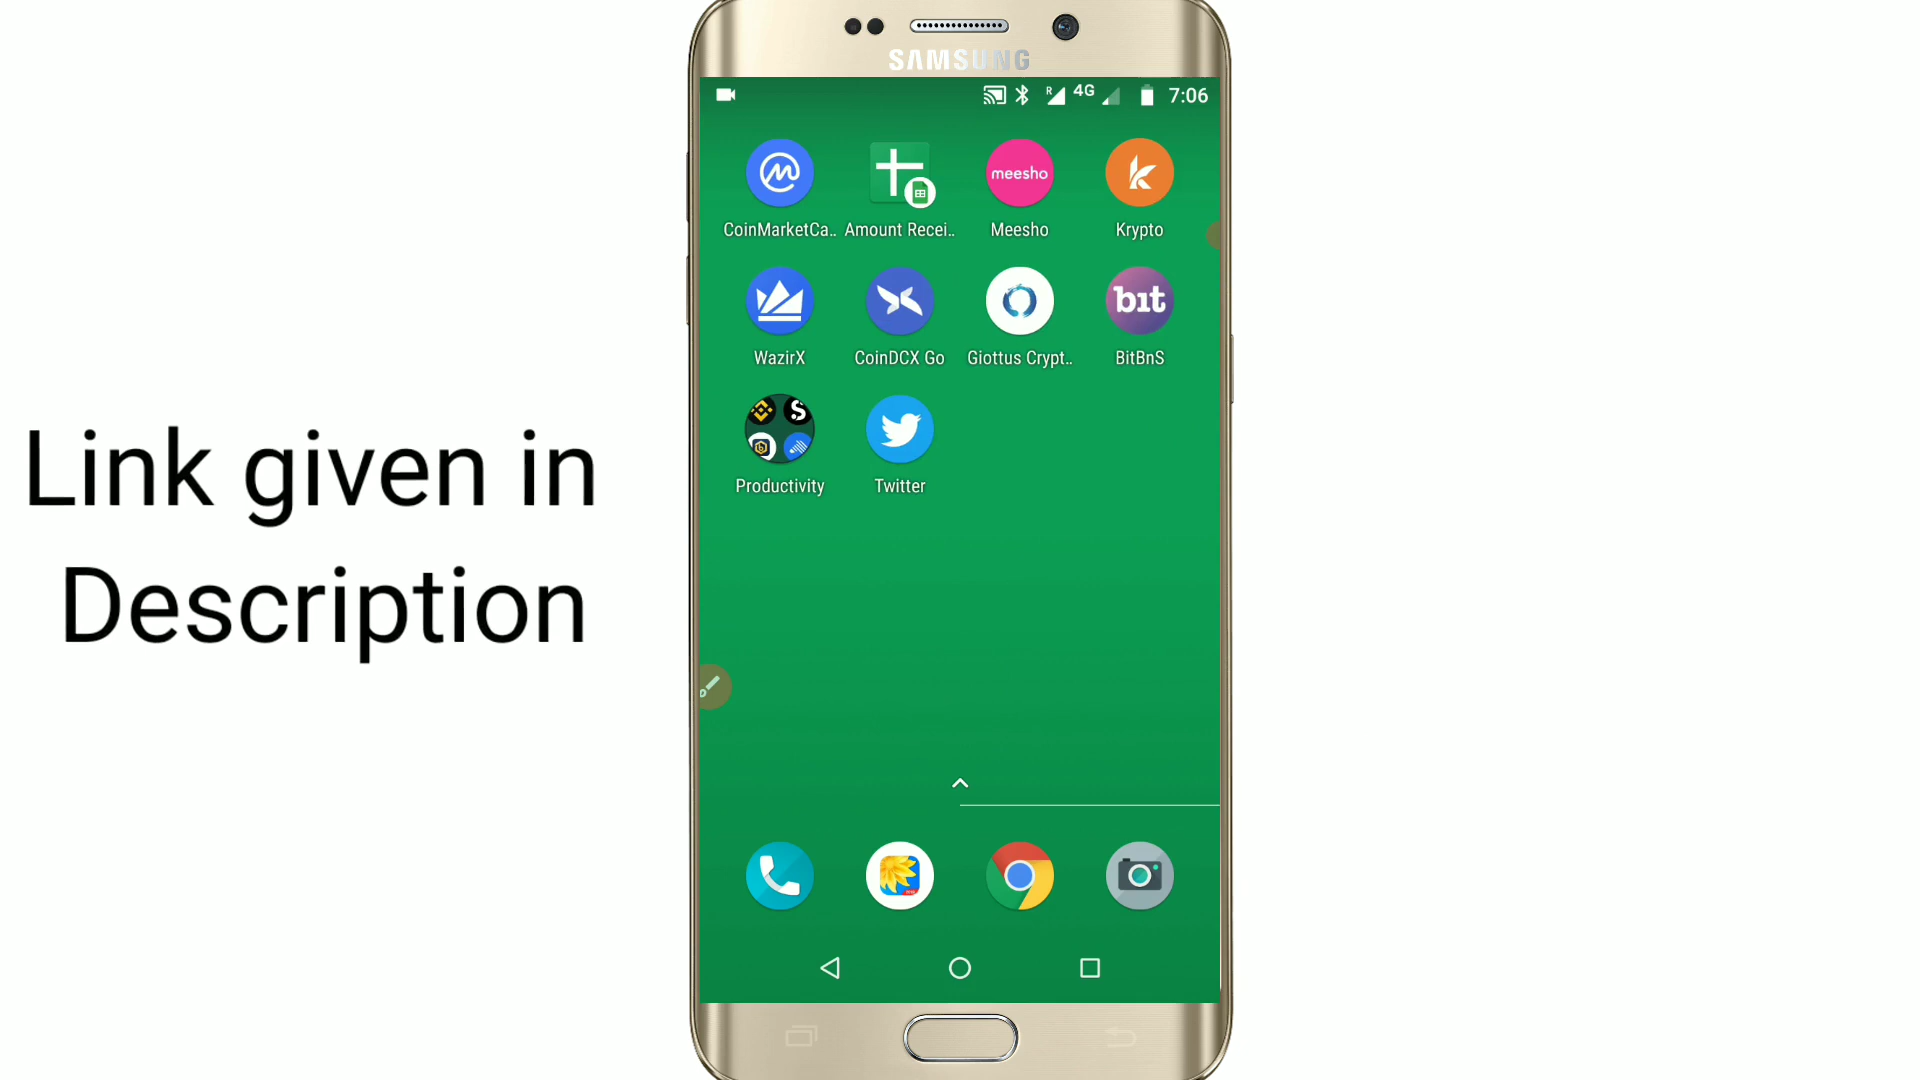 SAMSUNG
R 4G 7:06
meesho
CoinMarketCa.. Amount Recei.. Meesho Krypto
bit
WazirX CoinDCX Go Giottus Crypt.. BitBnS
Productivity Twitter
Link given in
Description